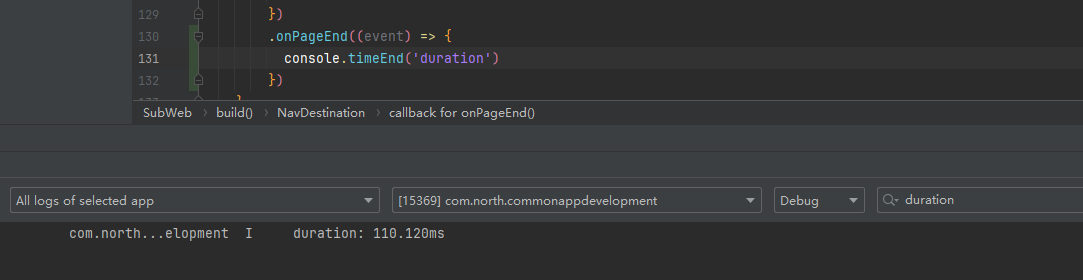 129 })
130 .onPageEnd((event) => {
131 console.timeEnd('duration')
132 })
SubWeb › build() › NavDestination › callback for onPageEnd()
All logs of selected app [15369] com.north.commonappdevelopment Debug duration
com.north...elopment I duration: 110.120ms